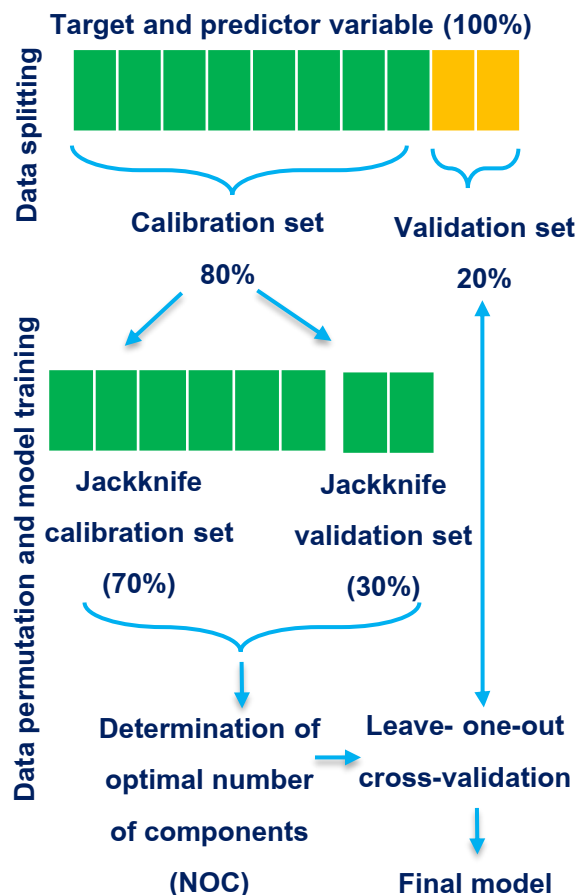 Target and predictor variable (100%)
Data splitting
Calibration set
80%
Validation set
20%
Data permutation and model training
Jackknife
calibration set
(70%)
Jackknife
validation set
(30%)
Determination of
optimal number
of components
(NOC)
Leave- one-out
cross-validation
Final model